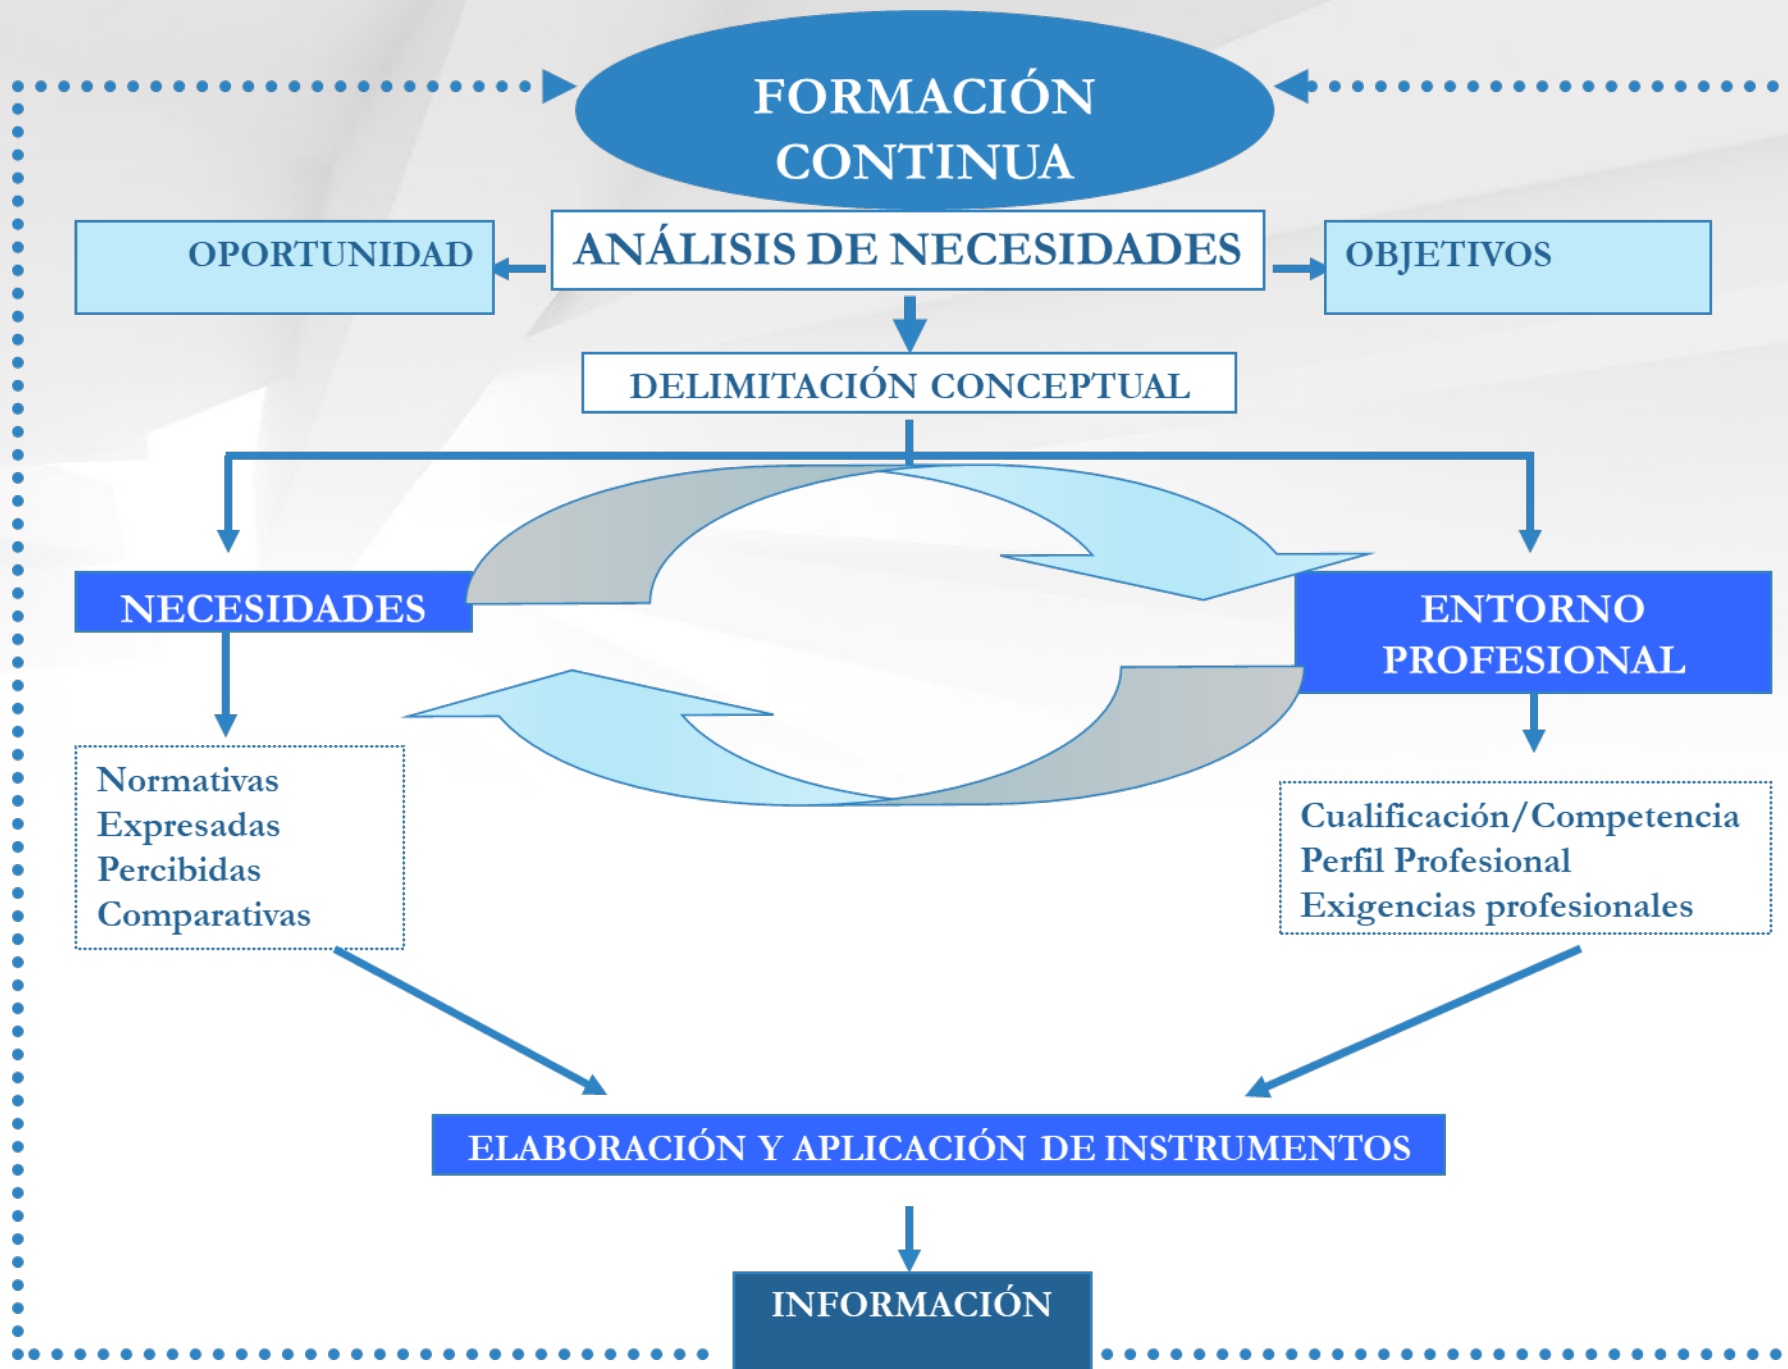 FORMACIÓN
CONTINUA
OPORTUNIDAD
ANÁLISIS DE NECESIDADES
OBJETIVOS
DELIMITACIÓN CONCEPTUAL
NECESIDADES
ENTORNO
PROFESIONAL
Normativas
Expresadas
Percibidas
Comparativas
Cualificación/Competencia
Perfil Profesional
Exigencias profesionales
ELABORACIÓN Y APLICACIÓN DE INSTRUMENTOS
INFORMACIÓN